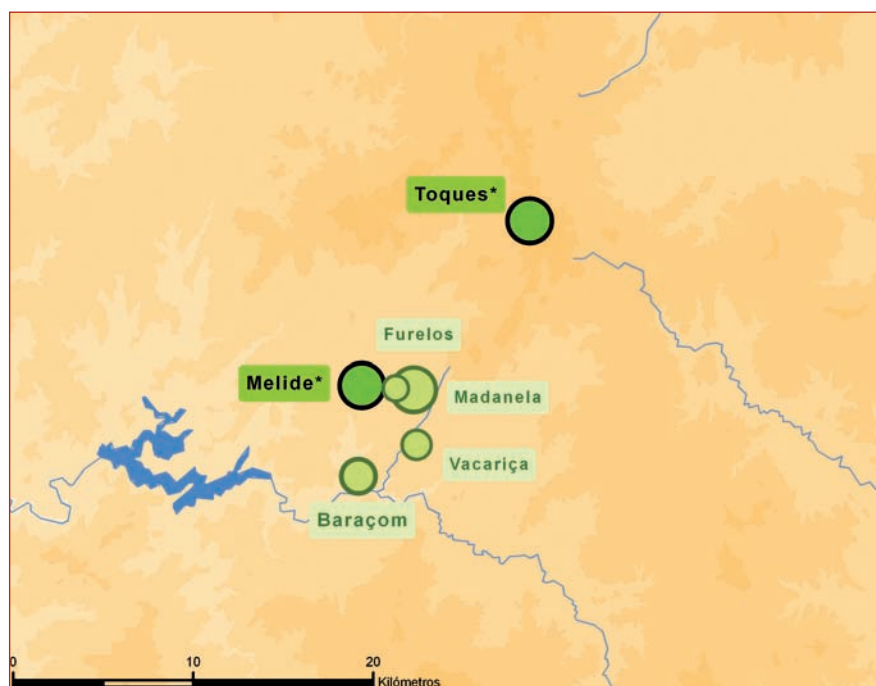 Toques*
Furelos
Melide*
Madanela
Vacariça
Baraçom
0 10 20
Kilómetros